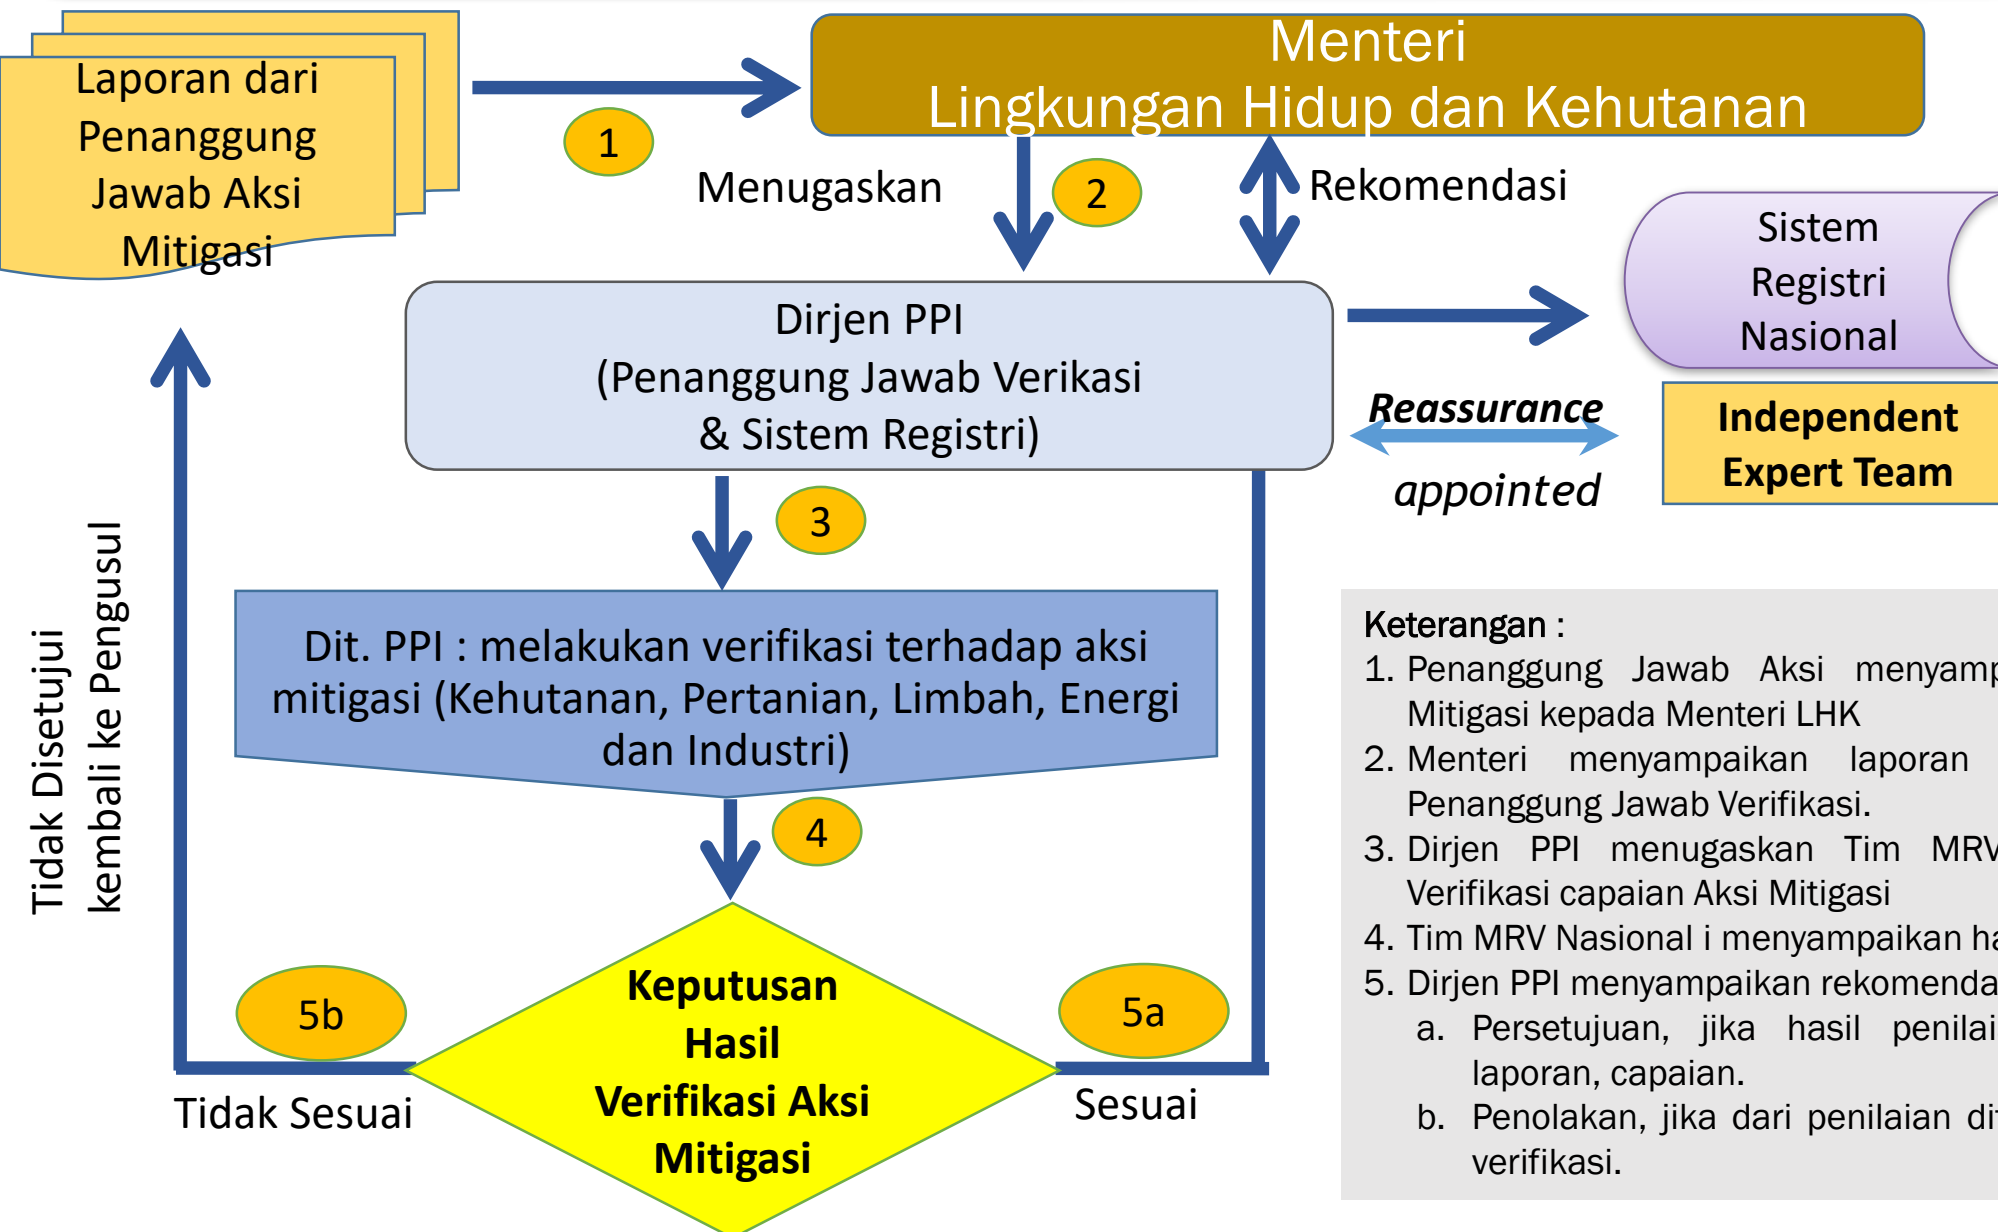 Laporan dari
Penanggung
Jawab Aksi
Mitigasi
1
Menteri
Lingkungan Hidup dan Kehutanan
Menugaskan
2
Rekomendasi
Sistem
Registri
Nasional
Dirjen PPI
(Penanggung Jawab Verikasi
& Sistem Registri)
Reassurance
appointed
Independent
Expert Team
3
Dit. PPI : melakukan verifikasi terhadap aksi
mitigasi (Kehutanan, Pertanian, Limbah, Energi
dan Industri)
4
Tidak Disetujui
kembali ke Pengusul
Keputusan
Hasil
Verifikasi Aksi
Mitigasi
5b
Tidak Sesuai
5a
Sesuai
Keterangan :
1. Penanggung Jawab Aksi
Mitigasi kepada Menteri LHK
2. Menteri menyampaikan laporan
Penanggung Jawab Verifikasi.
3. Dirjen PPI menugaskan Tim MRV
Verifikasi capaian Aksi Mitigasi
4. Tim MRV Nasional i menyampaikan
5. Dirjen PPI menyampaikan
a. Persetujuan, jika hasil
laporan, capaian.
b. Penolakan, jika dari penilaian
verifikasi.